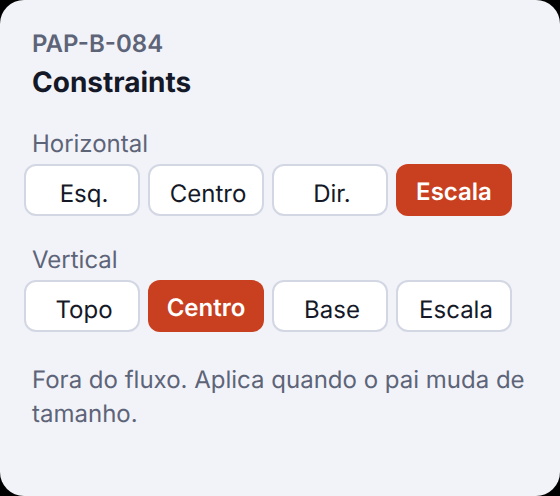 PAP-B-084
Constraints
Horizontal
Esq. Centro Dir. Escala
Vertical
Topo Centro Base Escala
Fora do fluxo. Aplica quando o pai muda de
tamanho.